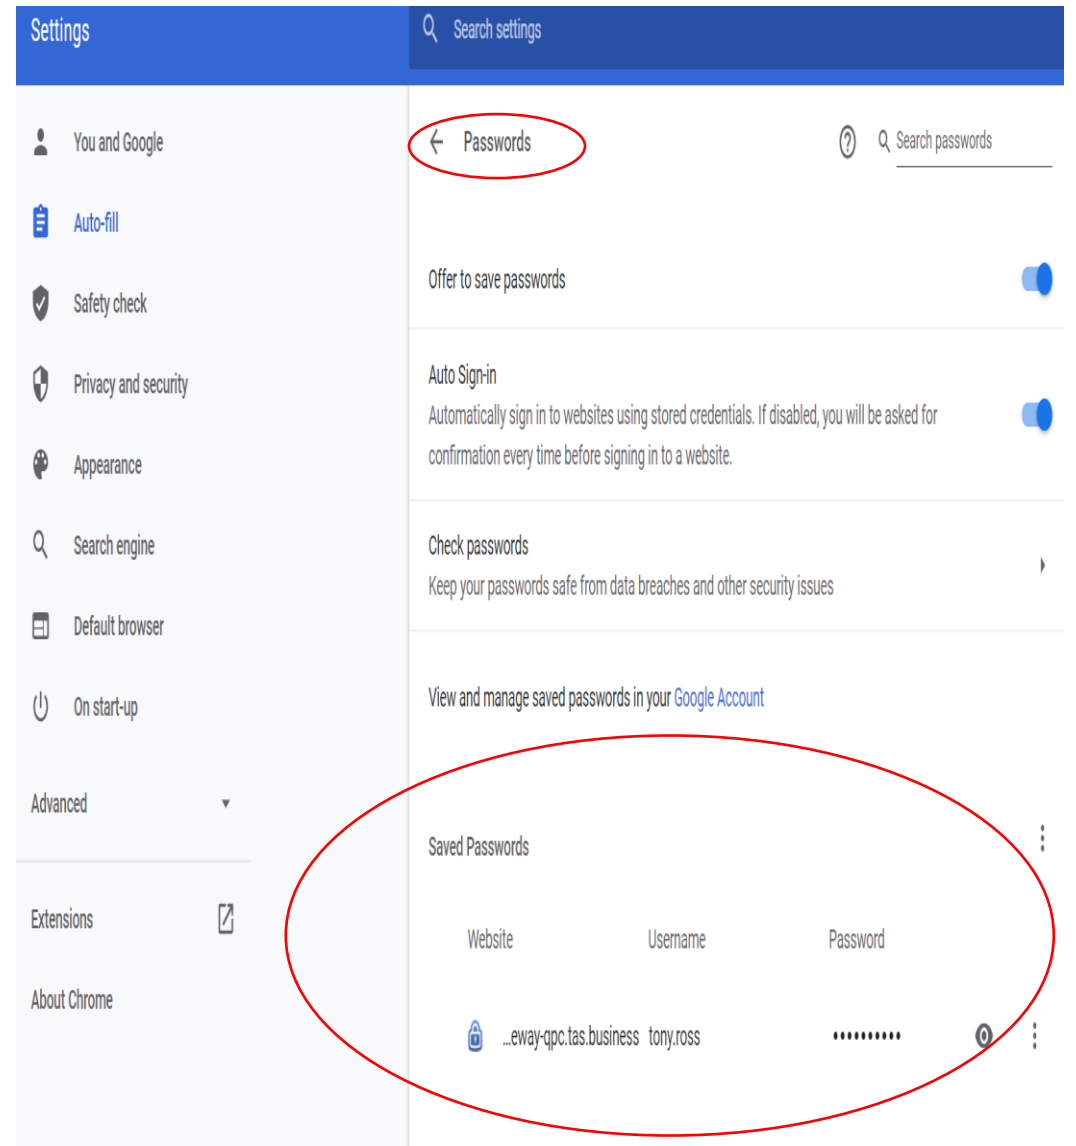 Settings
Search settings
You and Google
Auto-fill
Safety check
Privacy and security
Appearance
Search engine
Default browser
On start-up
Advanced
Extensions
About Chrome
Passwords
Search passwords
Offer to save passwords
Auto Sign-in
Automatically sign in to websites using stored credentials. If disabled, you will be asked for
confirmation every time before signing in to a website.
Check passwords
Keep your passwords safe from data breaches and other security issues
View and manage saved passwords in your Google Account
Saved Passwords
Website Username Password
...eway-qpc.tas.business tony.ross ••••••••••